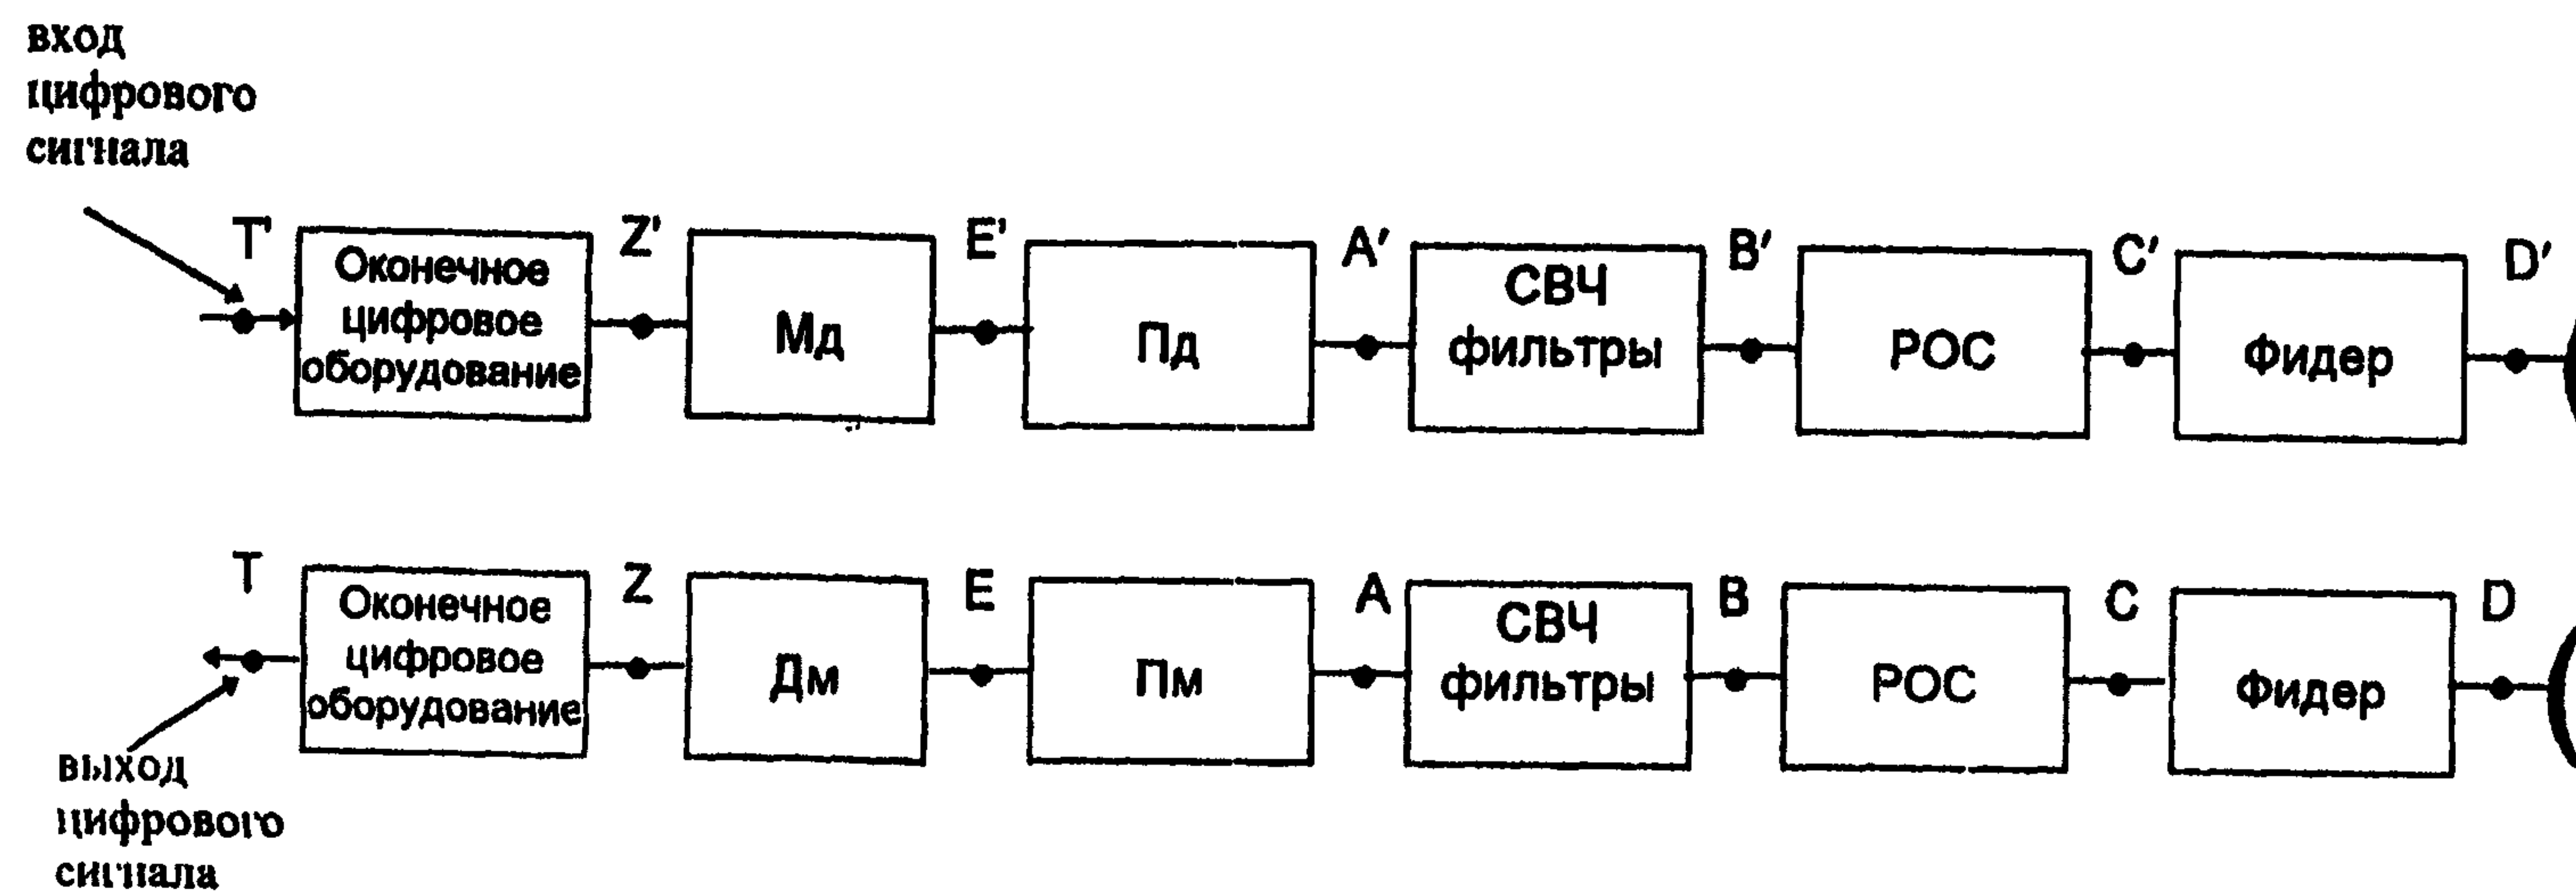 вход
цифрового
сигнала
T'
Оконечное
цифровое
оборудование
Z'
Мд
E'
Пд
A'
СВЧ
фильтры
B'
РОС
C'
Фидер
D'
T
Оконечное
цифровое
оборудование
Z
Дм
E
Пм
A
СВЧ
фильтры
B
РОС
C
Фидер
D
выход
цифрового
сигнала